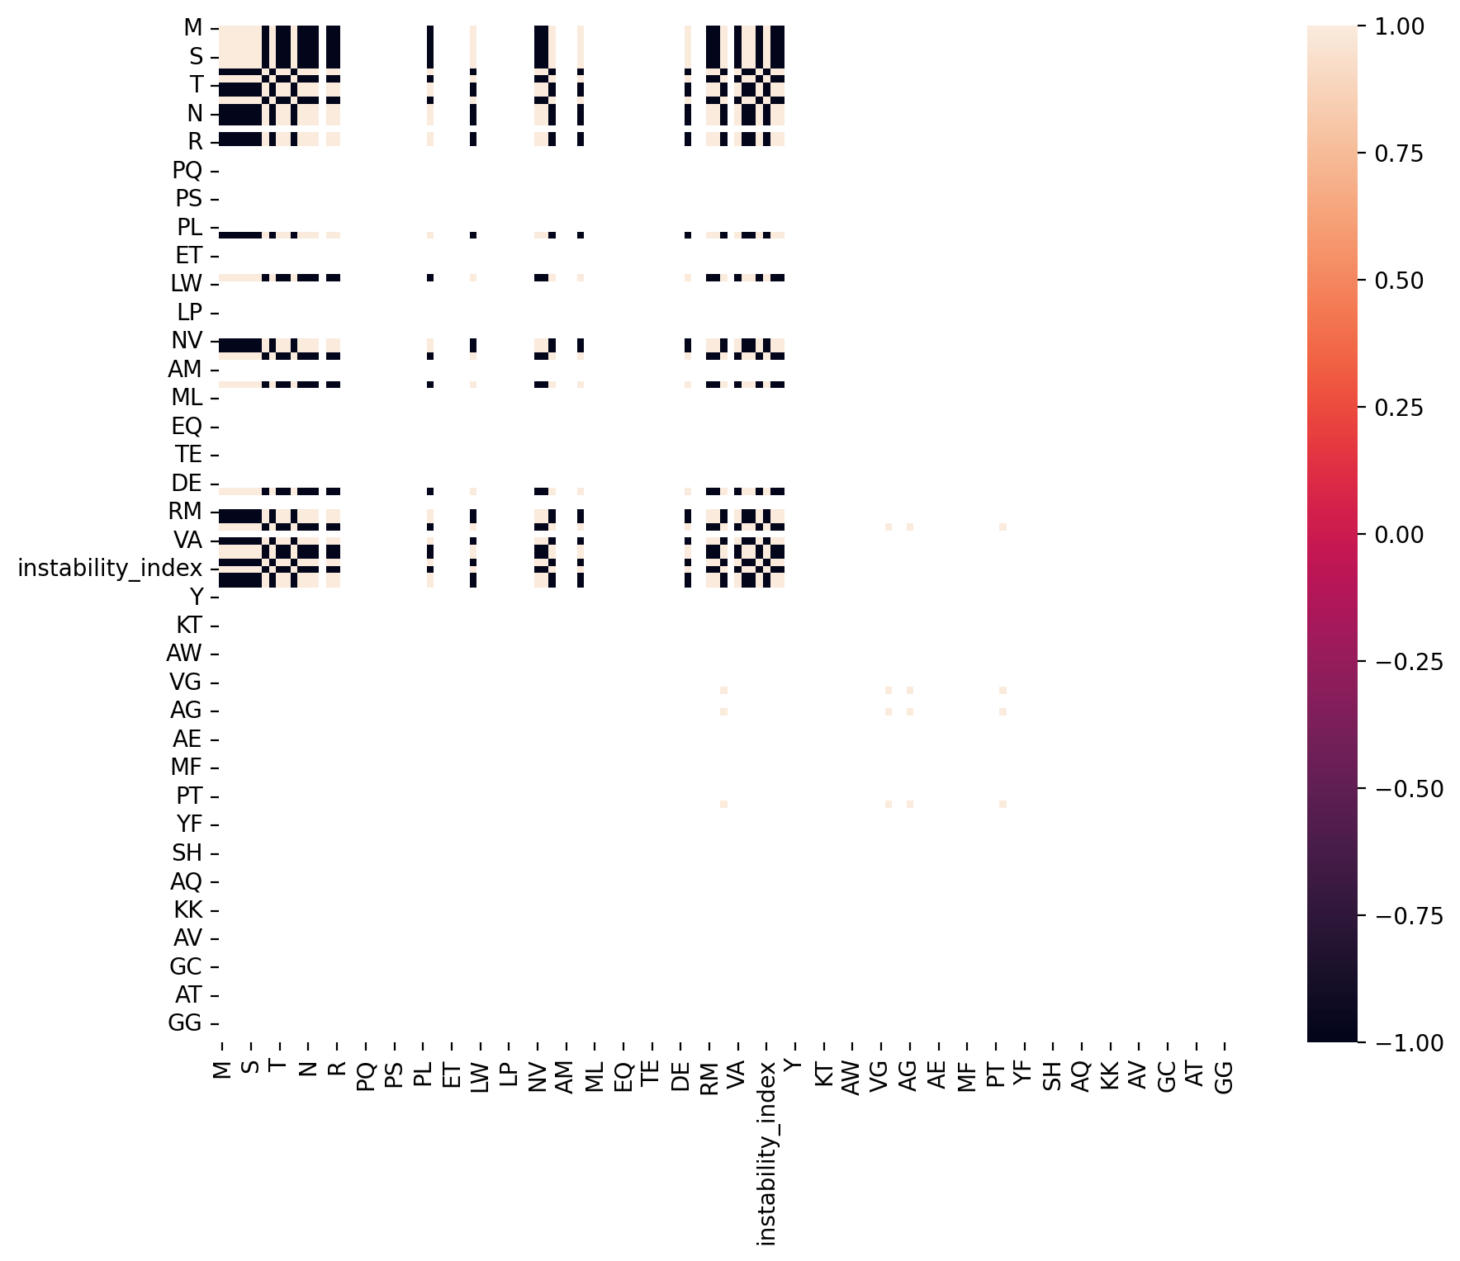 M
S
T
N
R
PQ
PS
PL
ET
LW
LP
NV
AM
ML
EQ
TE
DE
RM
VA
instability_index
Y
KT
AW
VG
AG
AE
MF
PT
YF
SH
AQ
KK
AV
GC
AT
GG
M
S
T
N
R
PQ
PS
PL
ET
LW
LP
NV
AM
ML
EQ
TE
DE
RM
VA
instability_index
Y
KT
AW
VG
AG
AE
MF
PT
YF
SH
AQ
KK
AV
GC
AT
GG
1.00
0.75
0.50
0.25
0.00
−0.25
−0.50
−0.75
−1.00